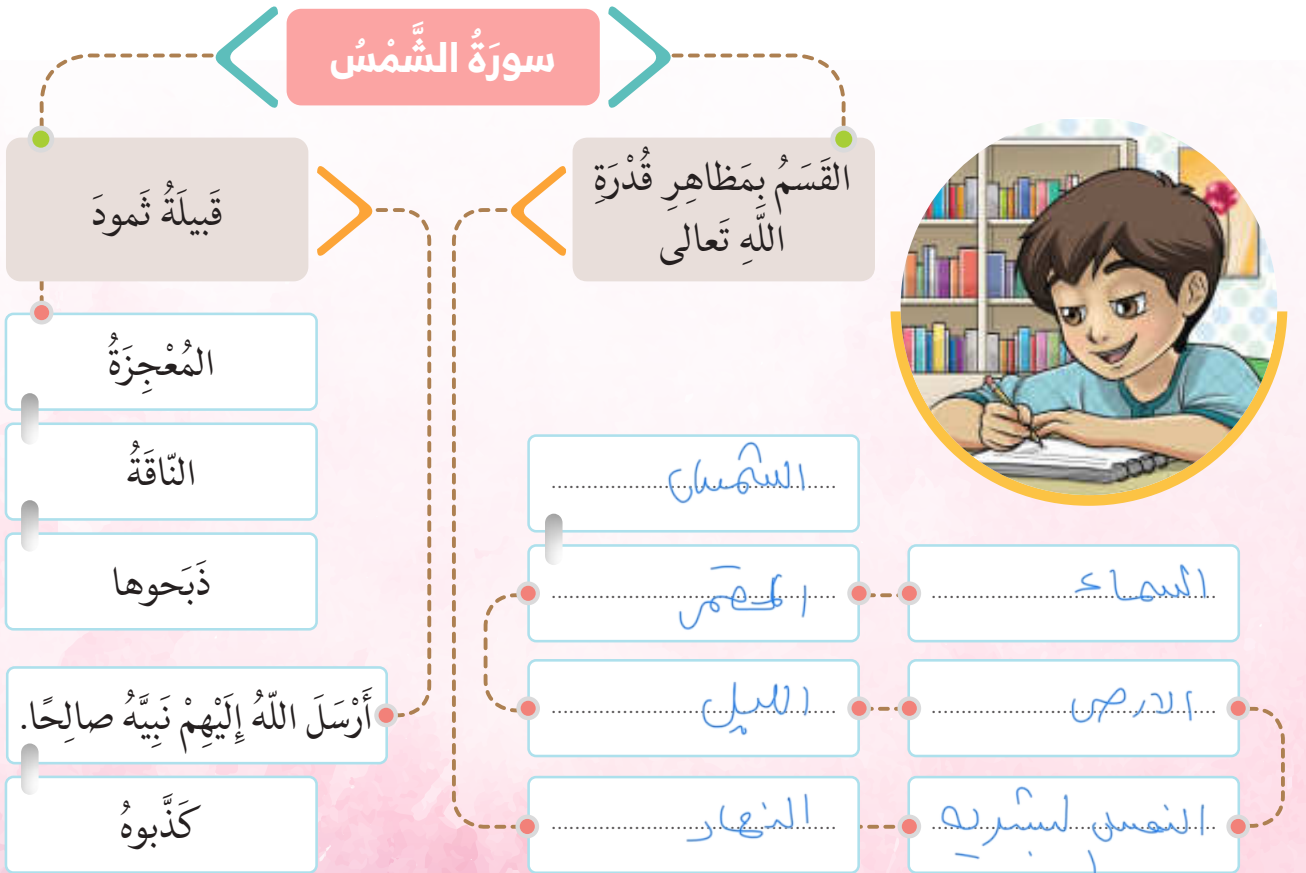 سورَةُ الشَّمْسُ
القَسَمُ بِمَظاهِرِ قُدْرَةِ
اللَّهِ تَعالى
قَبيلَةُ ثَمودَ
الشمس
القمر
الليل
النهار
السماء
الارض
النفس لبشريه
المُعْجِزَةُ
النّاقَةُ
ذَبَحوها
أَرْسَلَ اللّهُ إِلَيْهِمْ نَبِيَّهُ صالِحًا.
كَذَّبوهُ